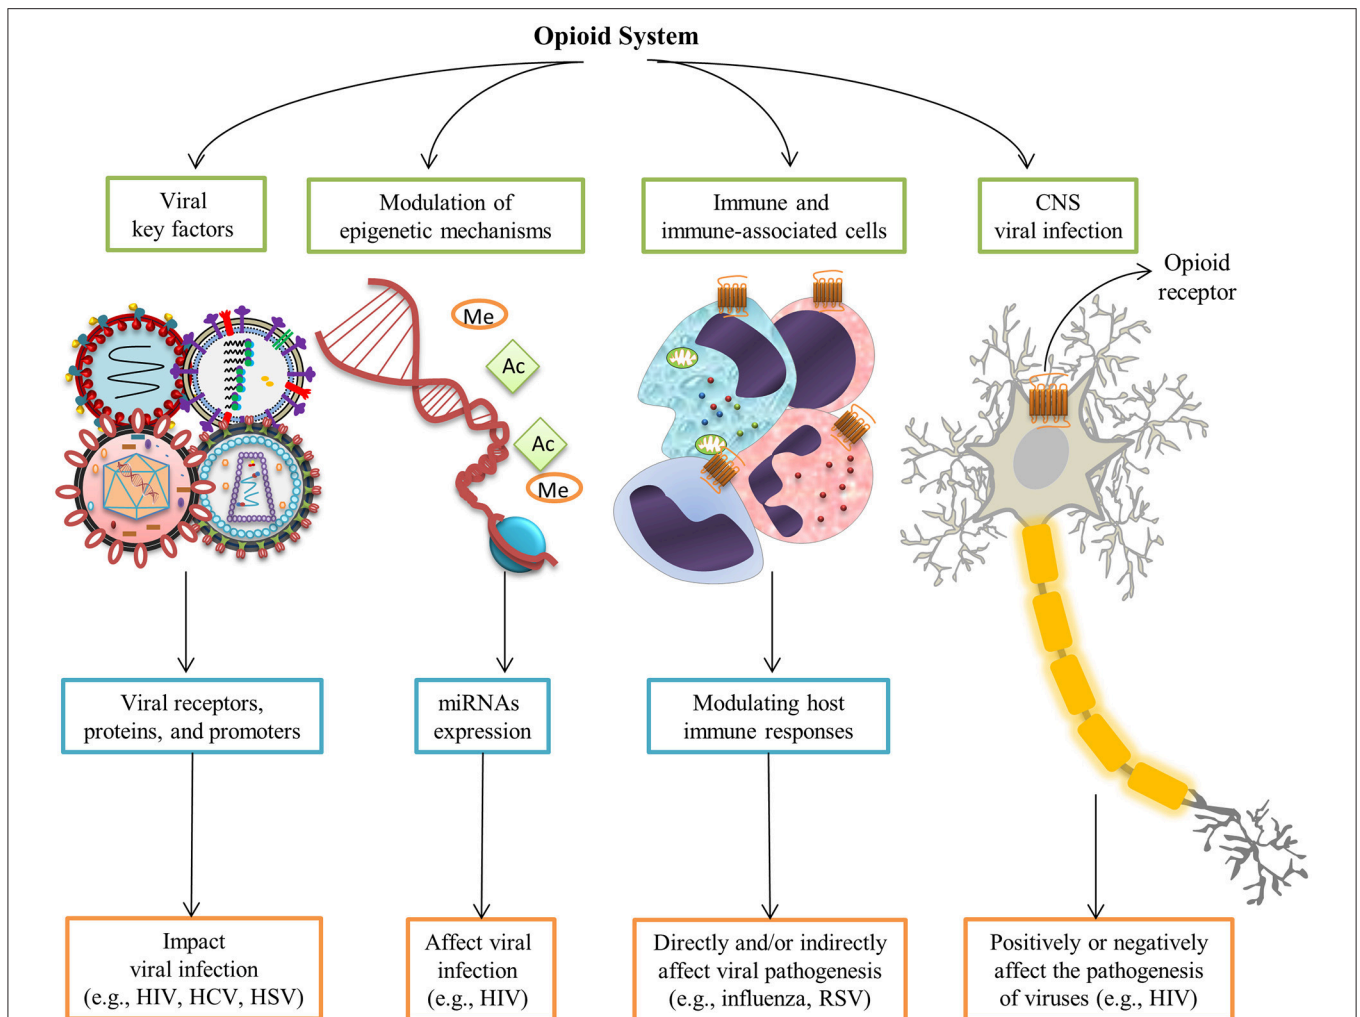 Opioid System
Viral
key factors
Modulation of
epigenetic mechanisms
Immune and
immune-associated cells
CNS
viral infection
Opioid
receptor
Me
Ac
Ac
Me
Viral receptors,
proteins, and promoters
miRNAs
expression
Modulating host
immune responses
Impact
viral infection
(e.g., HIV, HCV, HSV)
Affect viral
infection
(e.g., HIV)
Directly and/or indirectly
affect viral pathogenesis
(e.g., influenza, RSV)
Positively or negatively
affect the pathogenesis
of viruses (e.g., HIV)